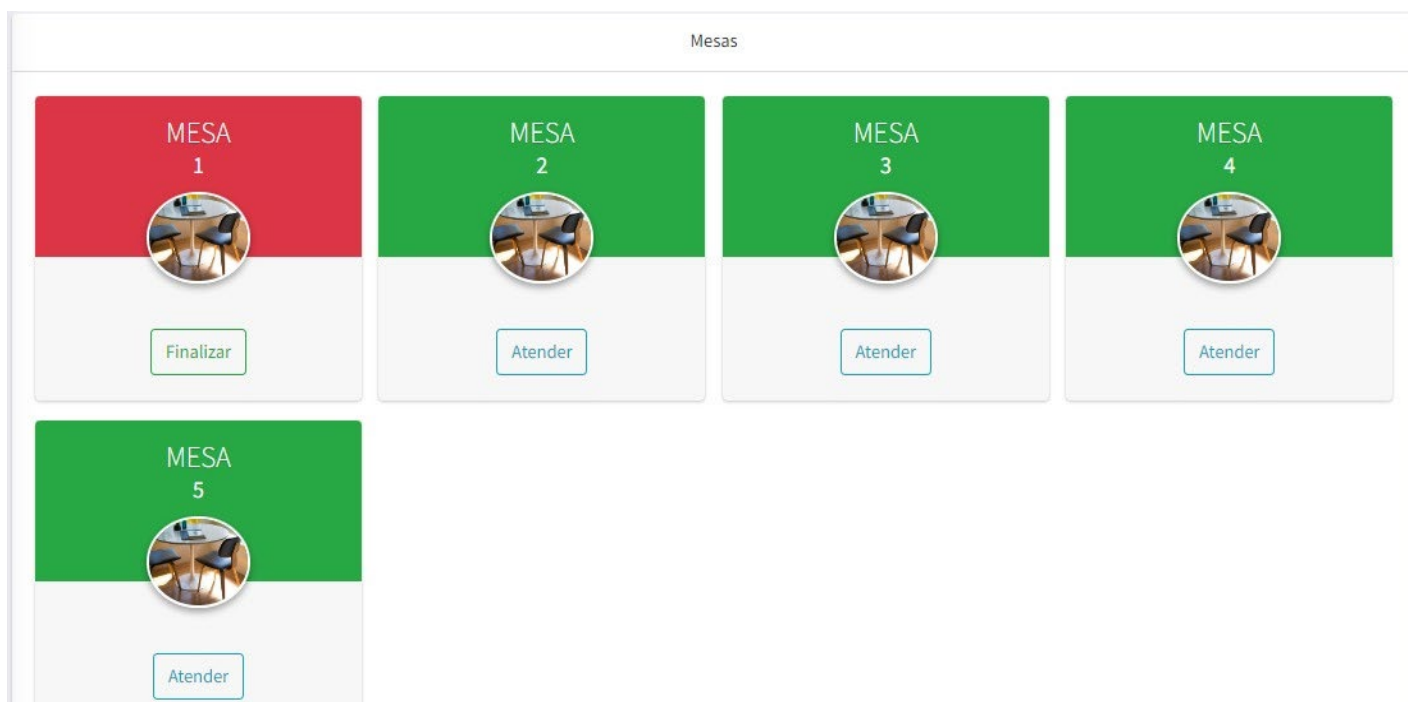 Mesas
MESA
1
Finalizar
MESA
2
Atender
MESA
3
Atender
MESA
4
Atender
MESA
5
Atender